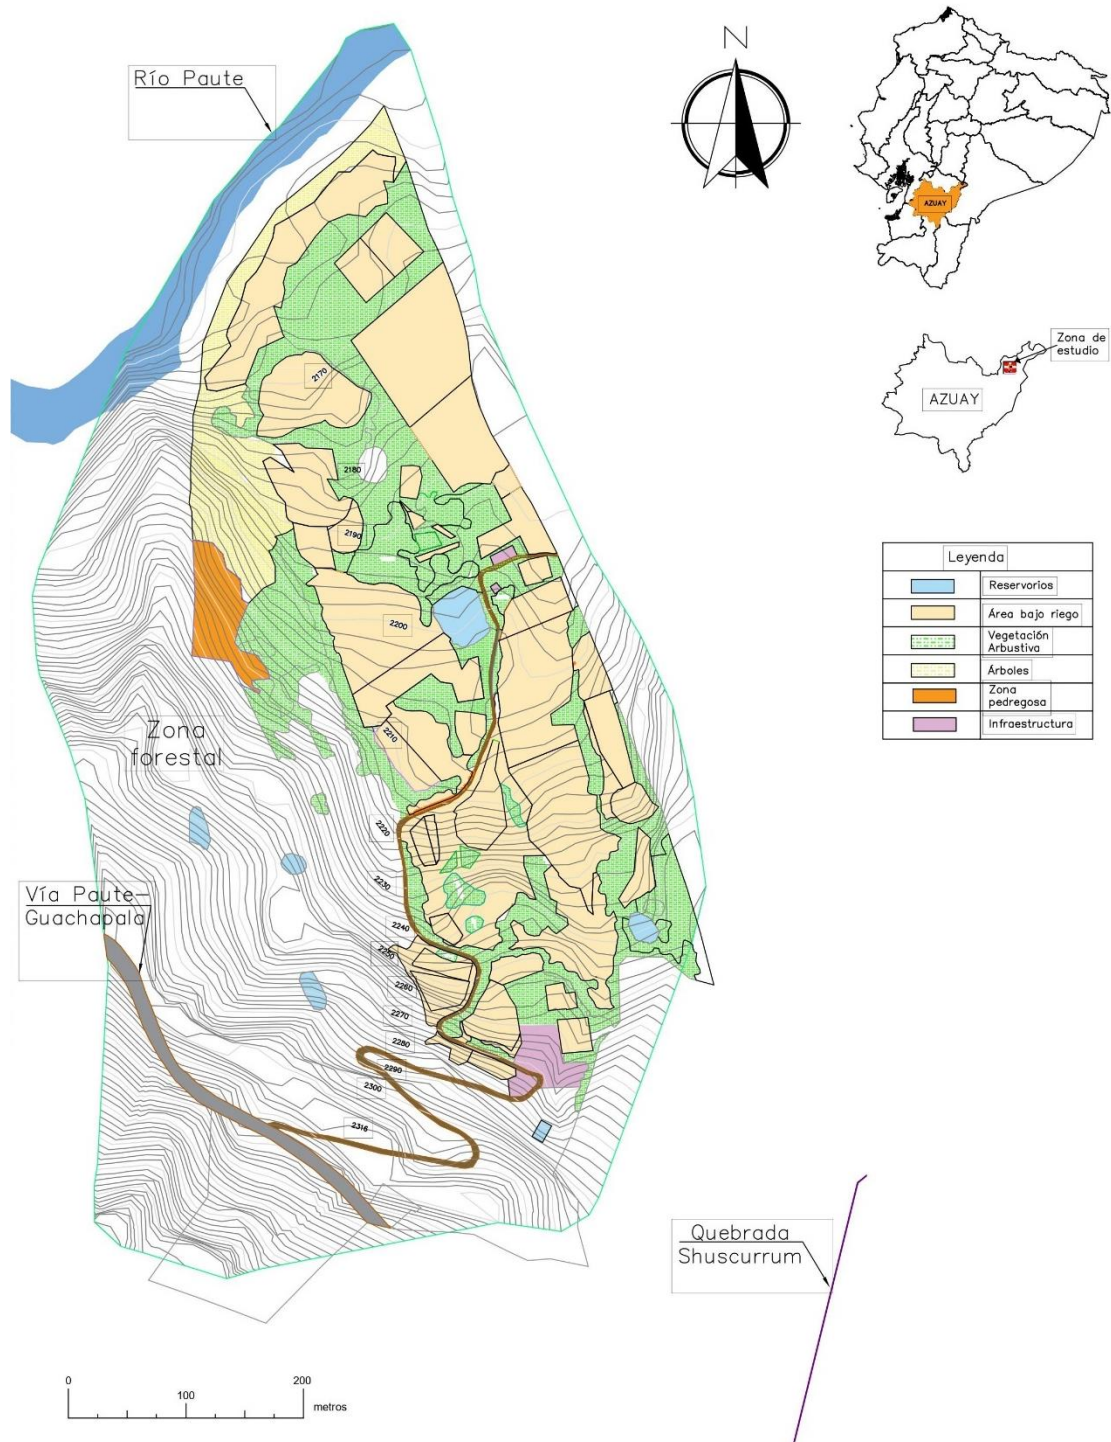 N
Río Paute
AZUAY
Zona de
estudio
AZUAY
2170
2180
2190
2200
2210
Leyenda
Reservorios
Área bajo riego
Vegetación
Arbustiva
Árboles
Zona
pedregosa
Infraestructura
Zona
forestal
2220
2230
2240
2250
2260
2270
2280
2290
2300
2316
Vía Paute-
Guachapala
Quebrada
Shuscurrum
0
100
200
metros